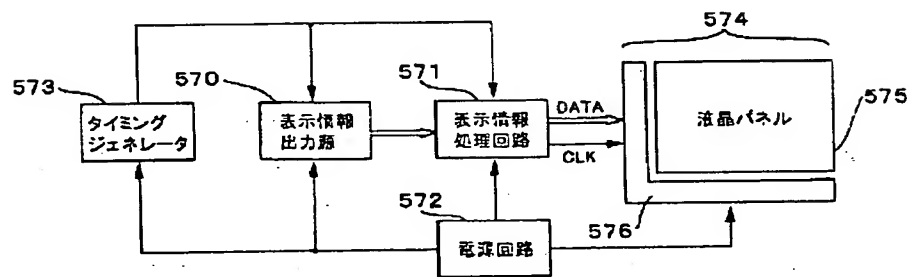 574
573
570
571
575
タイミング
ジェネレータ
表示情報
出力源
表示情報
処理回路
DATA
CLK
液晶パネル
572
576
電源回路